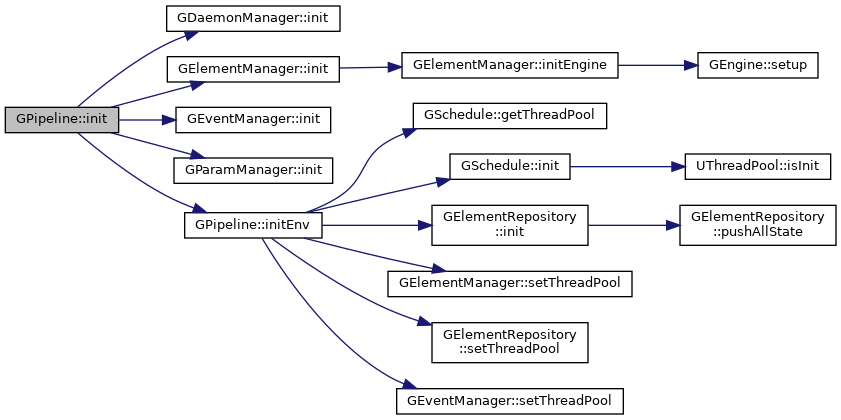 GPipeline::init
GDaemonManager::init
GElementManager::init
GElementManager::initEngine
GEngine::setup
GEventManager::init
GParamManager::init
GPipeline::initEnv
GSchedule::getThreadPool
GSchedule::init
UThreadPool::isInit
GElementRepository
::init
GElementRepository
::pushAllState
GElementManager::setThreadPool
GElementRepository
::setThreadPool
GEventManager::setThreadPool